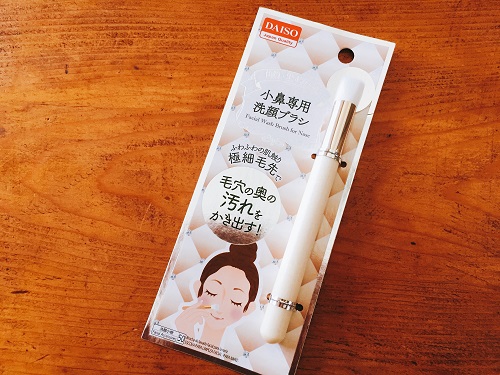 DAISO
Japan Quality
小鼻専用
洗顔ブラシ
Facial Wash Brush for Nose
ふわふわの肌触り
極細毛先で
毛穴の奥の
汚れを
かき出す!